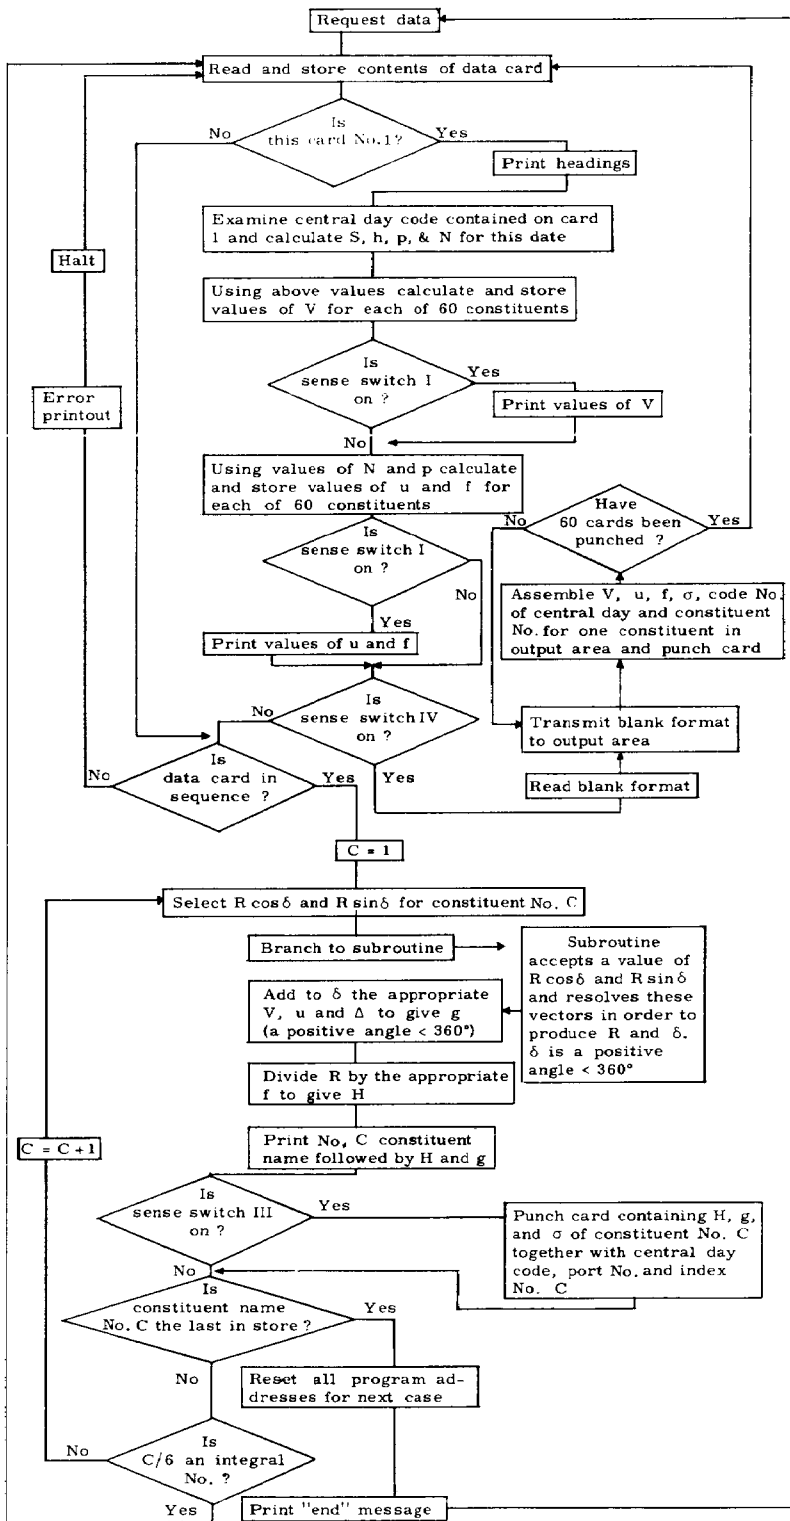 Request data
Read and store contents of data card
Is
this card No.1?
No
Yes
Print headings
Examine central day code contained on card
1 and calculate S, h, p, & N for this date
Halt
Using above values calculate and store
values of V for each of 60 constituents
Is
sense switch I
on ?
Yes
Print values of V
Error
printout
No
Using values of N and p calculate
and store values of u and f for
each of 60 constituents
Have
60 cards been
punched ?
No
Yes
Is
sense switch I
on ?
No
Yes
Print values of u and f
Assemble V, u, f, σ, code No.
of central day and constituent
No. for one constituent in
output area and punch card
Is
sense switch IV
on ?
No
Yes
Transmit blank format
to output area
Read blank format
Is
data card in
sequence ?
No
Yes
C = 1
Select R cos δ and R sin δ for constituent No. C
Branch to subroutine
Subroutine
accepts a value of
R cos δ and R sin δ
and resolves these
vectors in order to
produce R and δ.
δ is a positive
angle < 360°
Add to δ the appropriate
V, u and Δ to give g
(a positive angle < 360°)
Divide R by the appropriate
f to give H
C = C+1
Print No. C constituent
name followed by H and g
Is
sense switch III
on ?
Yes
No
Punch card containing H, g,
and σ of constituent No. C
together with central day
code, port No. and index
No. C
Is
constituent name
No. C the last in store ?
Yes
No
Reset all program ad-
dresses for next case
Is
C/6 an integral
No. ?
No
Yes
Print "end" message